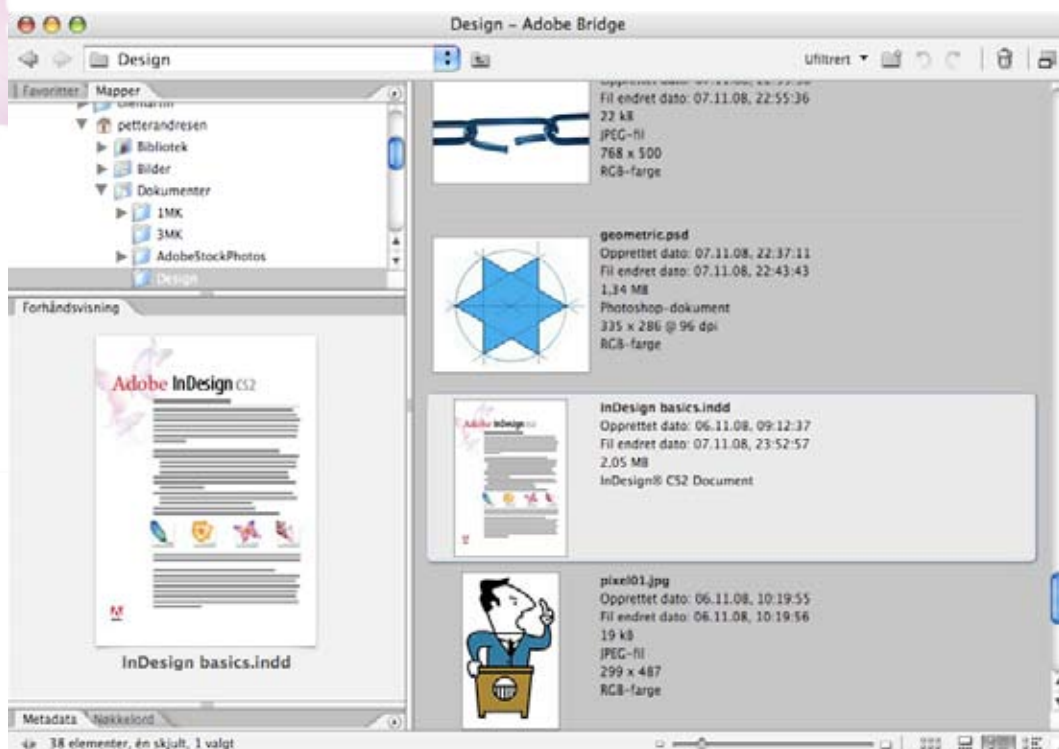 Design – Adobe Bridge
Design
Ufiltrert
Favoritter
Mapper
petterandresen
Bibliotek
Bilder
Dokumenter
1MK
3MK
AdobeStockPhotos
Design
Forhåndsvisning
Adobe InDesign CS2
InDesign basics.indd
Metadata
Nøkkelord
38 elementer, én skjult, 1 valgt
Fil endret dato: 07.11.08, 22:55:36
22 kB
JPEG-fil
768 x 500
RGB-farge
geometric.psd
Opprettet dato: 07.11.08, 22:37:11
Fil endret dato: 07.11.08, 22:43:43
1,34 MB
Photoshop-dokument
335 x 286 @ 96 dpi
RGB-farge
Adobe InDesign CS2
InDesign basics.indd
Opprettet dato: 06.11.08, 09:12:37
Fil endret dato: 07.11.08, 23:52:57
2,05 MB
InDesign® CS2 Document
pixel01.jpg
Opprettet dato: 06.11.08, 10:19:55
Fil endret dato: 06.11.08, 10:19:56
19 kB
JPEG-fil
299 x 487
RGB-farge